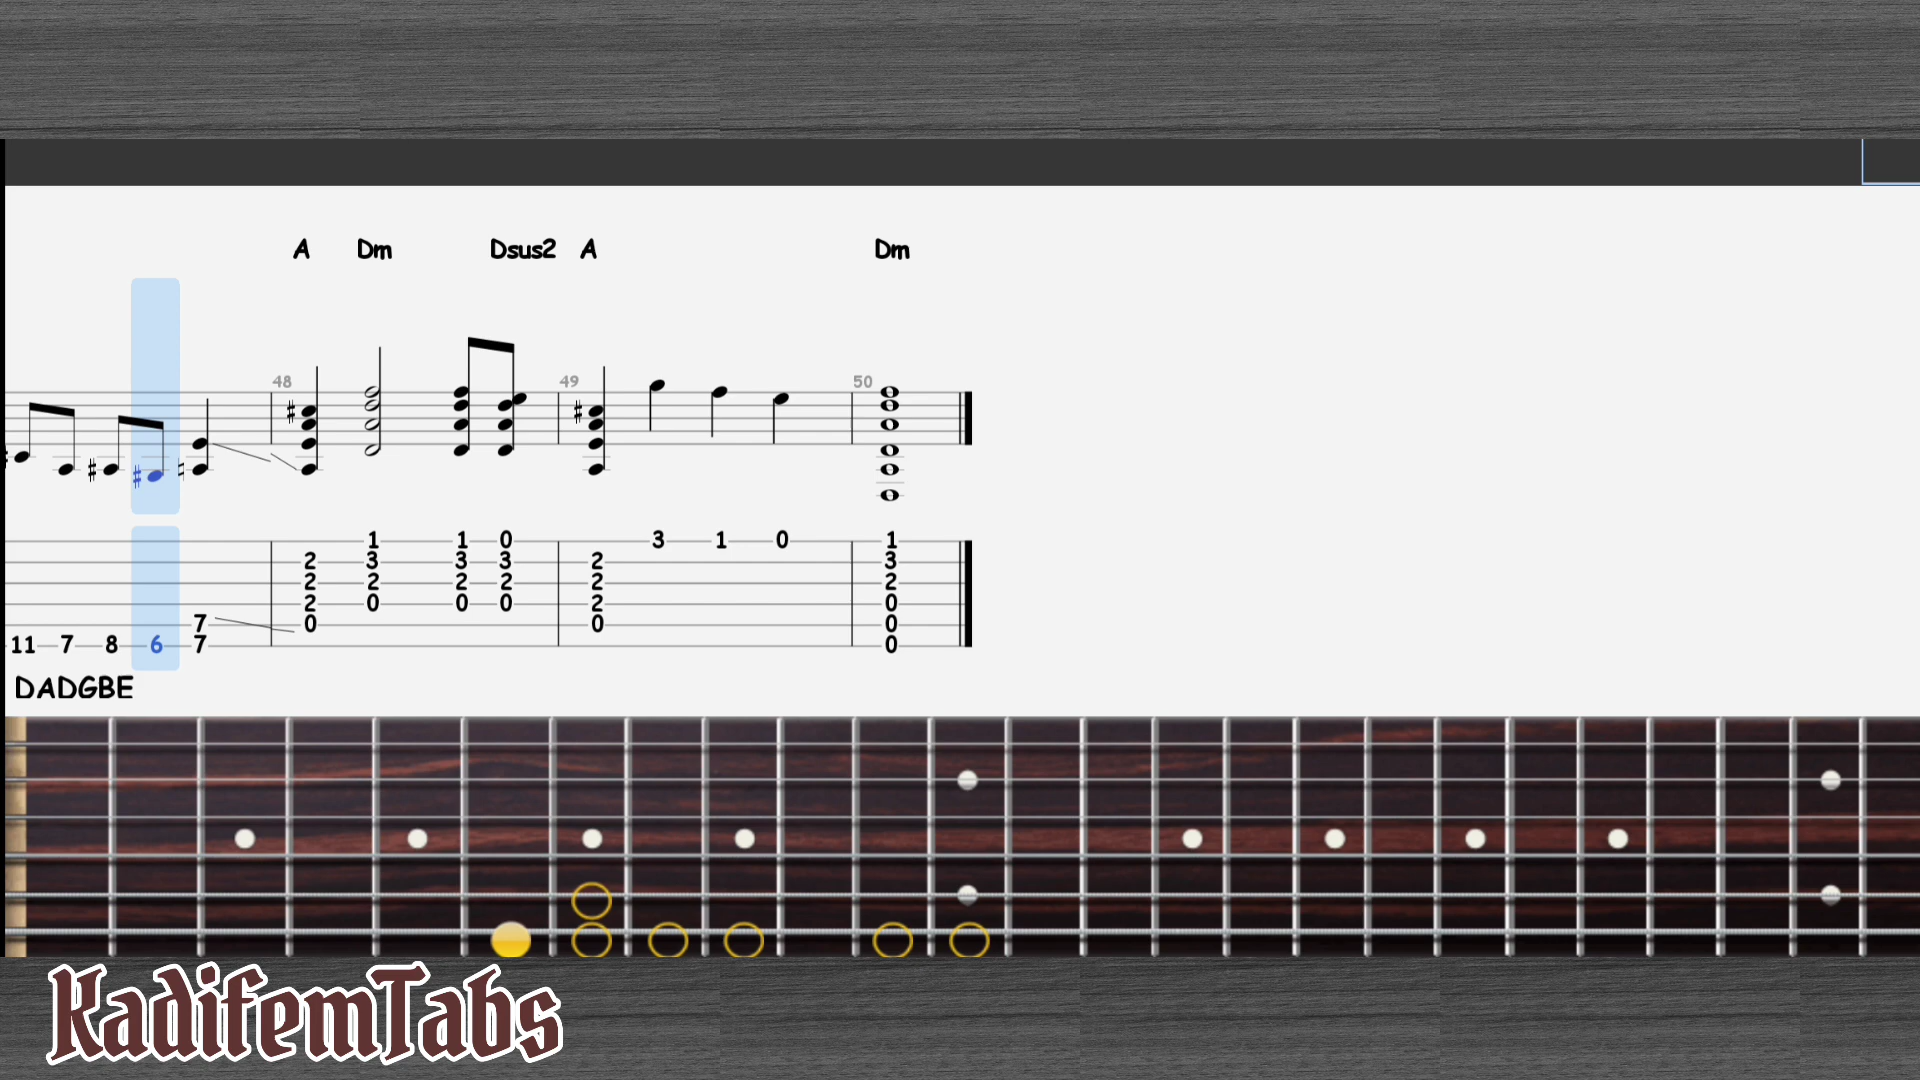 A Dm Dsus2 A Dm
48 49 50
1 1 0 3 1 0 1
2 3 3 3 2 3
2 2 2 2 2 2
2 0 0 0 2 0
7 0 0 0
11 7 8 6 7 0
DADGBE
KadifemTabs